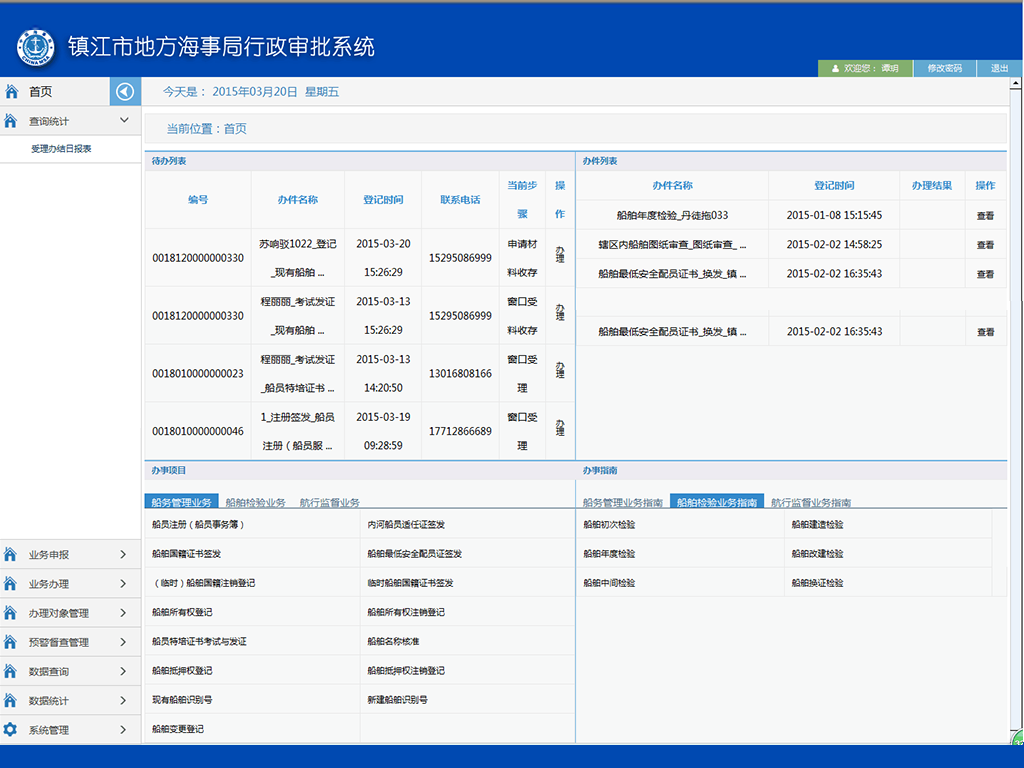 镇江市地方海事局行政审批系统
欢迎您： 谭明
修改密码
退出
首页
今天是： 2015年03月20日 星期五
查询统计
当前位置：首页
受理办结日报表
待办列表
编号 办件名称 登记时间 联系电话 当前步骤 操作
0018120000000330 苏响驳1022_登记_现有船舶 ... 2015-03-20 15:26:29 15295086999 申请材料收存 办理
0018120000000330 程丽丽_考试发证_现有船舶 ... 2015-03-13 15:26:29 15295086999 窗口受料收存 办理
0018010000000023 程丽丽_考试发证_船员特培证书 ... 2015-03-13 14:20:50 13016808166 窗口受理 办理
0018010000000046 1_注册签发_船员注册（船员服 ... 2015-03-19 09:28:59 17712866689 窗口受理 办理
办件列表
办件名称 登记时间 办理结果 操作
船舶年度检验_丹徒拖033 2015-01-08 15:15:45 查看
辖区内船舶图纸审查_图纸审查_ ... 2015-02-02 14:58:25 查看
船舶最低安全配员证书_换发_镇 ... 2015-02-02 16:35:43 查看
船舶最低安全配员证书_换发_镇 ... 2015-02-02 16:35:43 查看
办事项目
船务管理业务 船舶检验业务 航行监督业务
船员注册（船员事务簿） 内河船员适任证签发
船舶国籍证书签发 船舶最低安全配员证签发
（临时）船舶国籍注销登记 临时船舶国籍证书签发
船舶所有权登记 船舶所有权注销登记
船员特培证书考试与发证 船舶名称核准
船舶抵押权登记 船舶抵押权注销登记
现有船舶识别号 新建船舶识别号
船舶变更登记
办事指南
船务管理业务指南 船舶检验业务指南 航行监督业务指南
船舶初次检验 船舶建造检验
船舶年度检验 船舶改建检验
船舶中间检验 船舶换证检验
业务申报
业务办理
办理对象管理
预警督查管理
数据查询
数据统计
系统管理